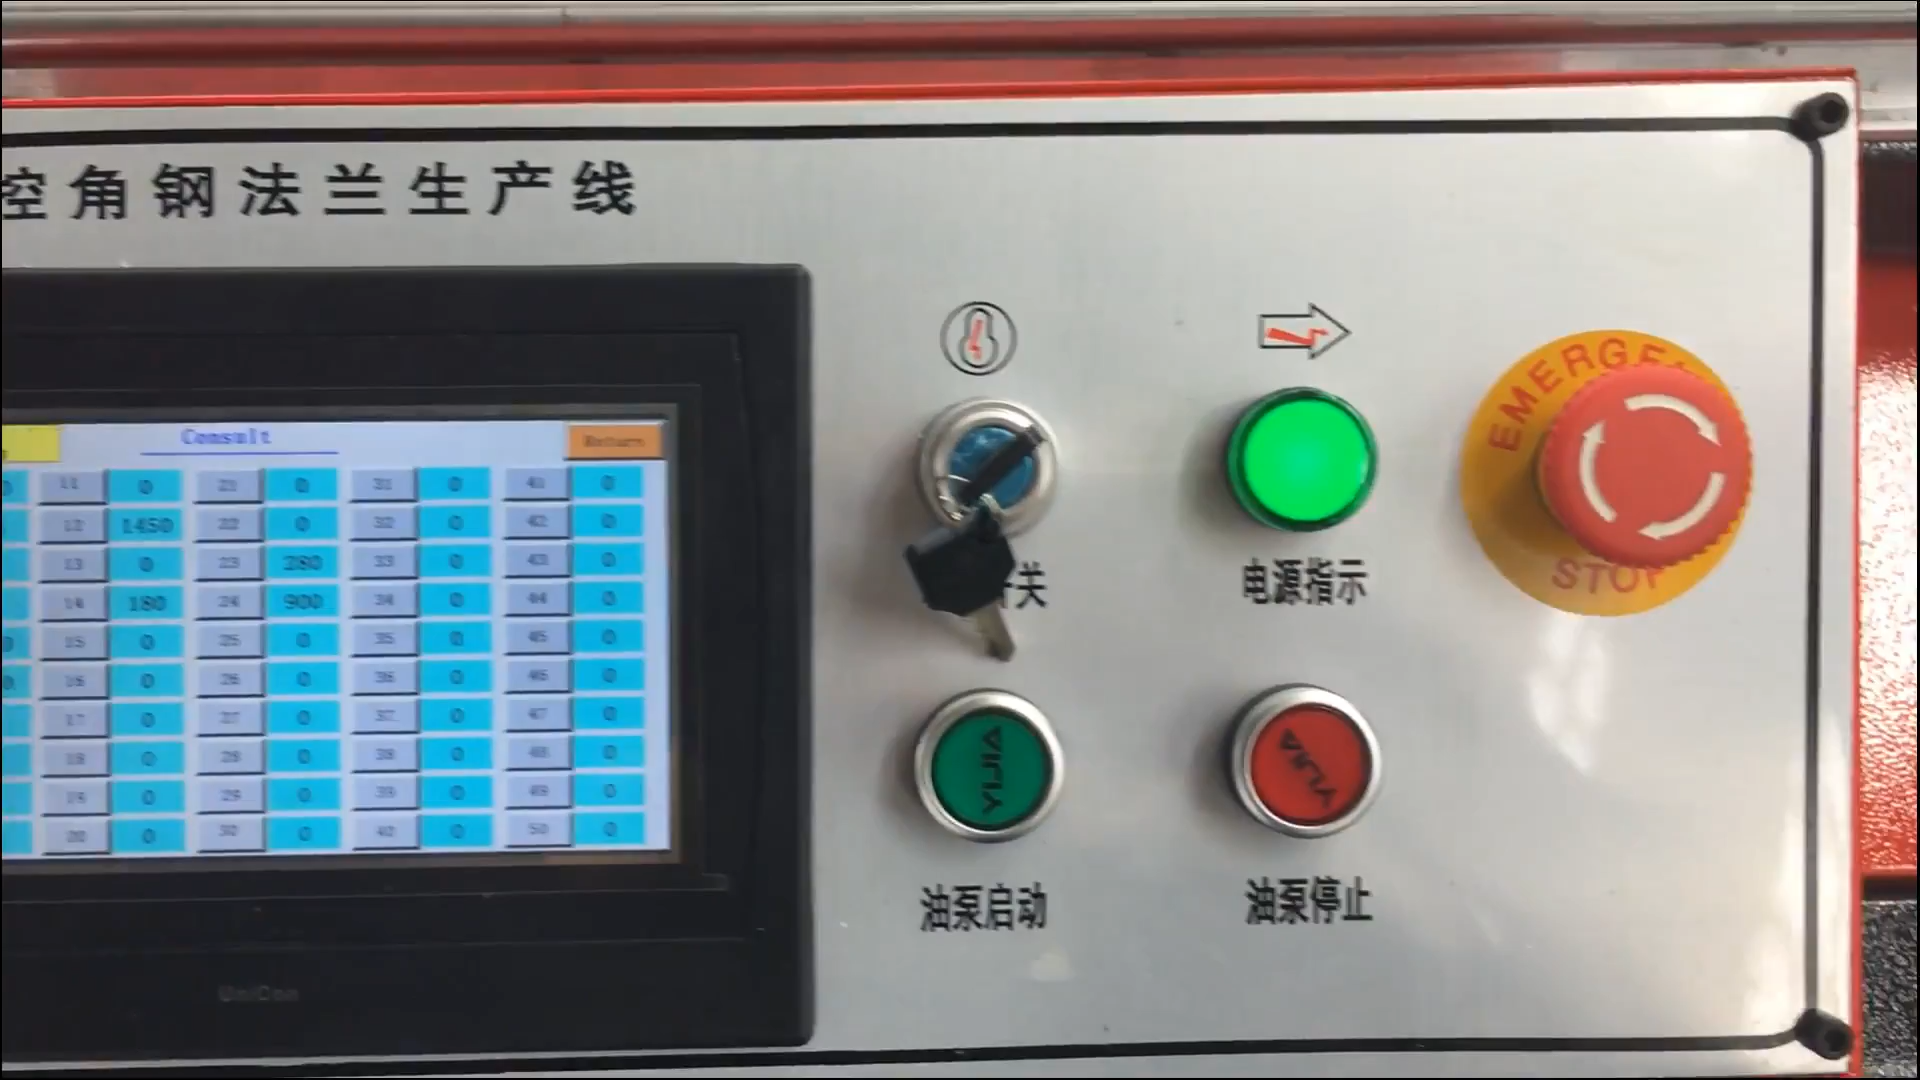 控角钢法兰生产线
Consult Return
11 0 21 0 31 0 41 0
12 1450 22 0 32 0 42 0
13 0 23 280 33 0 43 0
14 180 24 900 34 0 44 0
15 0 25 0 35 0 45 0
16 0 26 0 36 0 46 0
17 0 27 0 37 0 47 0
18 0 28 0 38 0 48 0
19 0 29 0 39 0 49 0
20 0 30 0 40 0 50 0
UniCon
开关
电源指示
EMERGEN
STOP
YIJIA
YIJIA
油泵启动
油泵停止